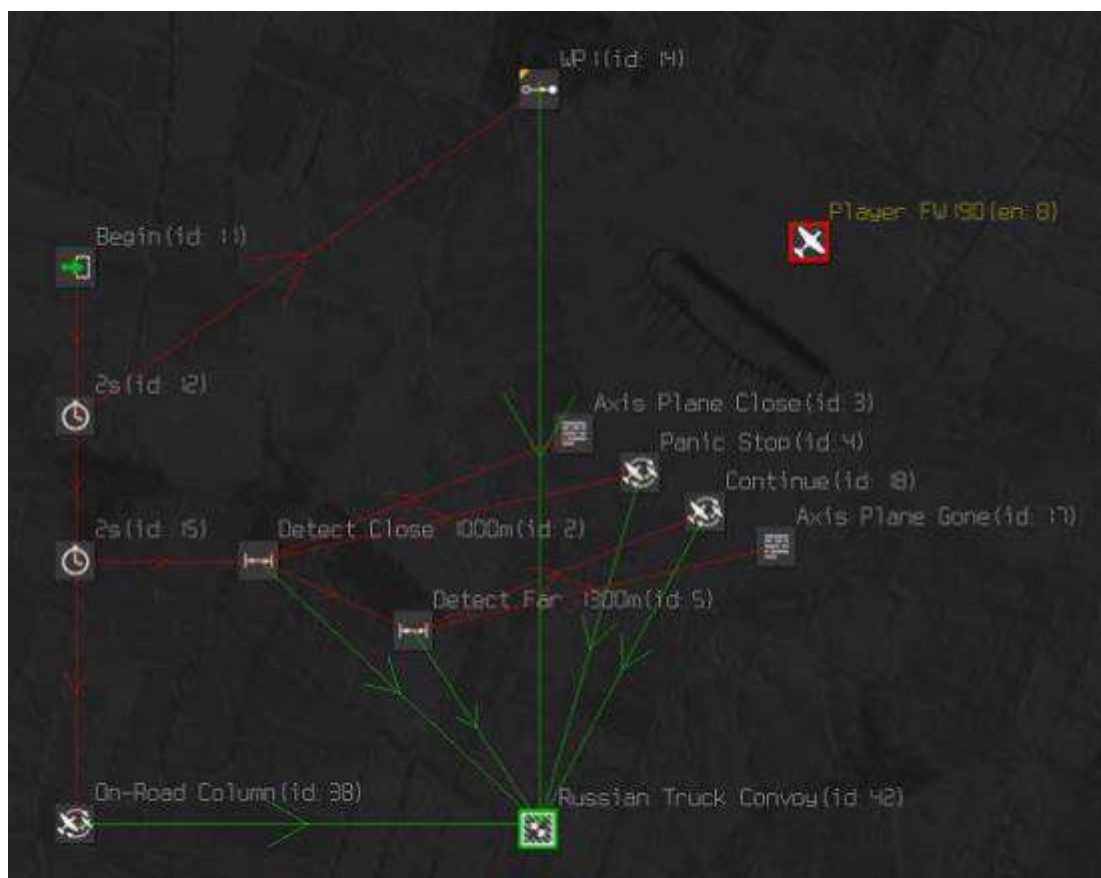 WP1(id: 14)
Player FW190(en: 8)
Begin(id: 11)
2s(id: 12)
Axis Plane Close(id: 3)
Panic Stop(id: 4)
Continue(id: 18)
Axis Plane Gone(id: 17)
2s(id: 15)
Detect Close 1000m(id: 2)
Detect Far 1300m(id: 5)
On-Road Column(id: 38)
Russian Truck Convoy(id: 42)